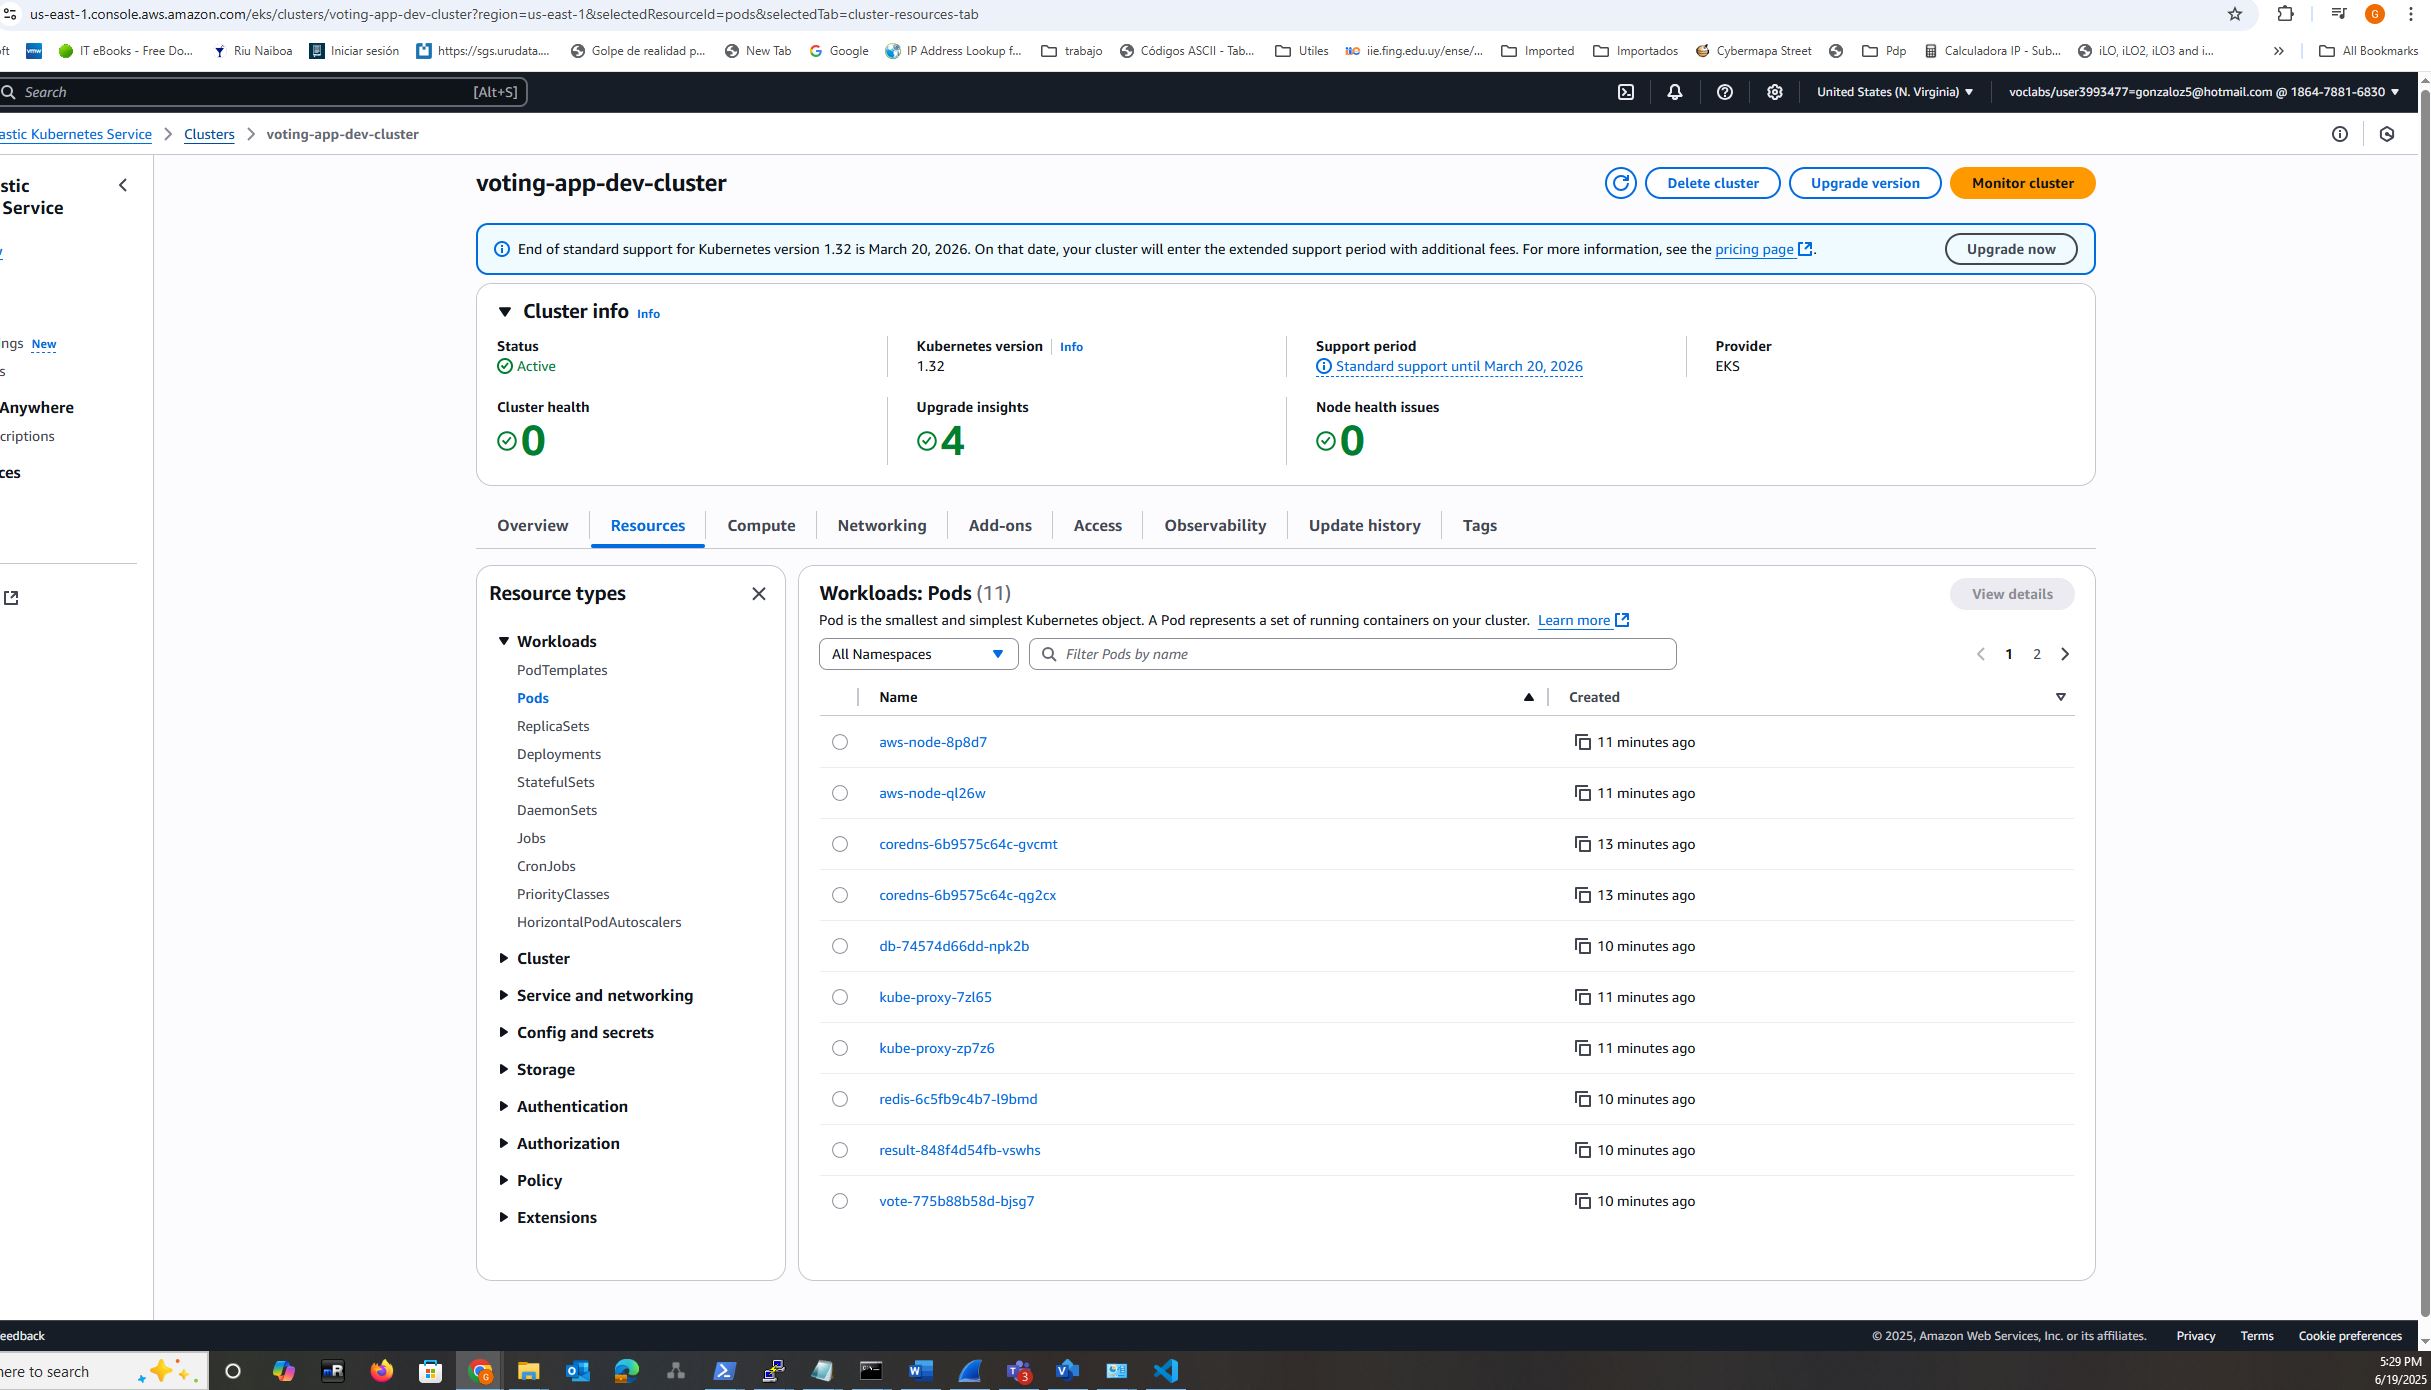 us-east-1.console.aws.amazon.com/eks/clusters/voting-app-dev-cluster?region=us-east-1&selectedResourceId=pods&selectedTab=cluster-resources-tab
G
ft vmw IT eBooks - Free Do... Riu Naiboa Iniciar sesión https://sgs.urudata.... Golpe de realidad p... New Tab Google IP Address Lookup f... trabajo Códigos ASCII - Tab... Utiles iie.fing.edu.uy/ense/... Imported Importados Cybermapa Street Pdp Calculadora IP - Sub... iLO, iLO2, iLO3 and i... » All Bookmarks
Search [Alt+S] United States (N. Virginia) voclabs/user3993477=gonzaloz5@hotmail.com @ 1864-7881-6830
astic Kubernetes Service Clusters voting-app-dev-cluster
stic
Service
ngs New
s
Anywhere
criptions
ces
voting-app-dev-cluster
Delete cluster Upgrade version Monitor cluster
End of standard support for Kubernetes version 1.32 is March 20, 2026. On that date, your cluster will enter the extended support period with additional fees. For more information, see the pricing page.
Upgrade now
Cluster info Info
Status Kubernetes version Info Support period Provider
Active 1.32 Standard support until March 20, 2026 EKS
Cluster health Upgrade insights Node health issues
0 4 0
Overview Resources Compute Networking Add-ons Access Observability Update history Tags
Resource types
Workloads
PodTemplates
Pods
ReplicaSets
Deployments
StatefulSets
DaemonSets
Jobs
CronJobs
PriorityClasses
HorizontalPodAutoscalers
Cluster
Service and networking
Config and secrets
Storage
Authentication
Authorization
Policy
Extensions
Workloads: Pods (11)
View details
Pod is the smallest and simplest Kubernetes object. A Pod represents a set of running containers on your cluster. Learn more
All Namespaces Filter Pods by name 1 2
Name Created
aws-node-8p8d7 11 minutes ago
aws-node-ql26w 11 minutes ago
coredns-6b9575c64c-gvcmt 13 minutes ago
coredns-6b9575c64c-qg2cx 13 minutes ago
db-74574d66dd-npk2b 10 minutes ago
kube-proxy-7zl65 11 minutes ago
kube-proxy-zp7z6 11 minutes ago
redis-6c5fb9c4b7-l9bmd 10 minutes ago
result-848f4d54fb-vswhs 10 minutes ago
vote-775b88b58d-bjsg7 10 minutes ago
eedback © 2025, Amazon Web Services, Inc. or its affiliates. Privacy Terms Cookie preferences
here to search
5:29 PM
6/19/2025